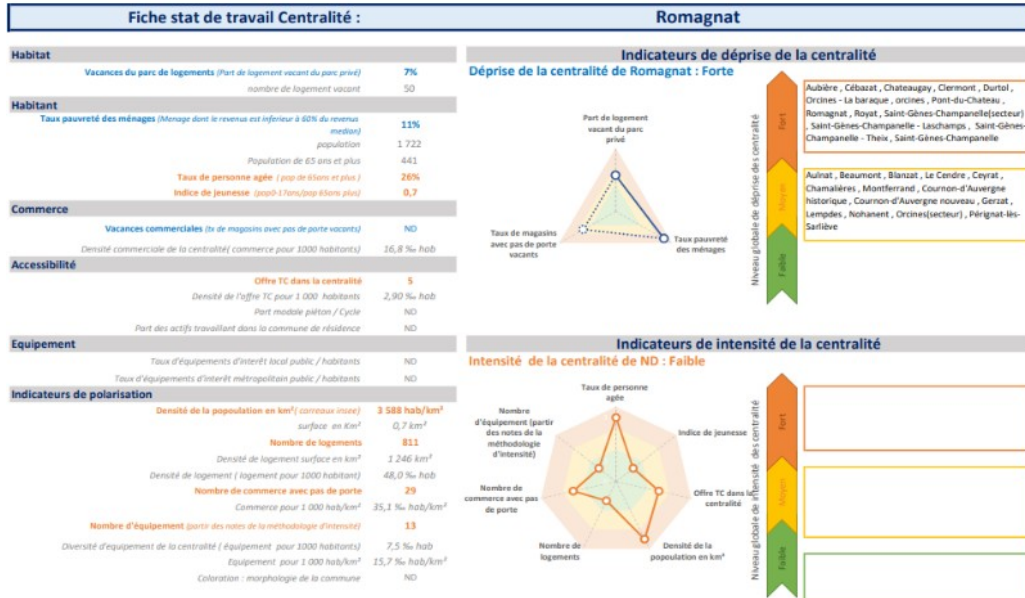 Fiche stat de travail Centralité :
Romagnat
Habitat
Vacances du parc de logements (Part de logement vacant du parc privé) 7%
nombre de logement vacant 50
Habitant
Taux pauvreté des ménages (Menage dont le revenus est inferieur à 60% du revenus
median) 11%
population 1 722
Population de 65 ans et plus 441
Taux de personne agée ( pop de 65ans et plus ) 26%
Indice de jeunesse (pop0-17ans/pop 65ans plus) 0,7
Commerce
Vacances commerciales (tx de magasins avec pas de porte vacants) ND
Densité commerciale de la centralité( commerce pour 1000 habitants) 16,8 ‰ hab
Accessibilité
Offre TC dans la centralité 5
Densité de l'offre TC pour 1 000 habitants 2,90 ‰ hab
Part modale piéton / Cycle ND
Part des actifs travaillant dans la commune de résidence ND
Equipement
Taux d'équipements d'interêt local public / habitants ND
Taux d'équipements d'interêt métropolitain public / habitants ND
Indicateurs de polarisation
Densité de la popoulation en km² ( carreaux insee) 3 588 hab/km²
surface en Km² 0,7 km²
Nombre de logements 811
Densité de logement surface en km² 1 246 km²
Densité de logement ( logement pour 1000 habitant) 48,0 ‰ hab
Nombre de commerce avec pas de porte 29
Commerce pour 1 000 hab/km² 35,1 ‰ hab/km²
Nombre d'équipement (partir des notes de la méthodologie d'intensité) 13
Diversité d'equipement de la centralité ( équipement pour 1000 habitants) 7,5 ‰ hab
Equipement pour 1 000 hab/km² 15,7 ‰ hab/km²
Coloration : morphologie de la commune ND
Indicateurs de déprise de la centralité
Déprise de la centralité de Romagnat : Forte
Part de logement
vacant du parc
privé
Taux de magasins
avec pas de porte
vacants
Taux pauvreté
des ménages
Niveau globale de déprise des centralité
Fort
Moyen
Faible
Aubière , Cébazat , Chateaugay , Clermont , Durtol ,
Orcines - La baraque , orcines , Pont-du-Chateau ,
Romagnat , Royat , Saint-Gènes-Champanelle(secteur)
, Saint-Gènes-Champanelle - Laschamps , Saint-Gènes-
Champanelle - Theix , Saint-Gènes-Champanelle
Aulnat , Beaumont , Blanzat , Le Cendre , Ceyrat ,
Chamalières , Montferrand , Cournon-d'Auvergne
historique , Cournon-d'Auvergne nouveau , Gerzat ,
Lempdes , Nohanent , Orcines(secteur) , Pérignat-lès-
Sarliève
Indicateurs de intensité de la centralité
Intensité de la centralité de ND : Faible
Taux de personne
agée
Nombre
d'équipement (partir
des notes de la
méthodologie
d'intensité)
Indice de jeunesse
Nombre de
commerce avec pas
de porte
Offre TC dans la
centralité
Nombre de
logements
Densité de la
popoulation en km²
Niveau globale de intensité des centralité
Fort
Moyen
Faible